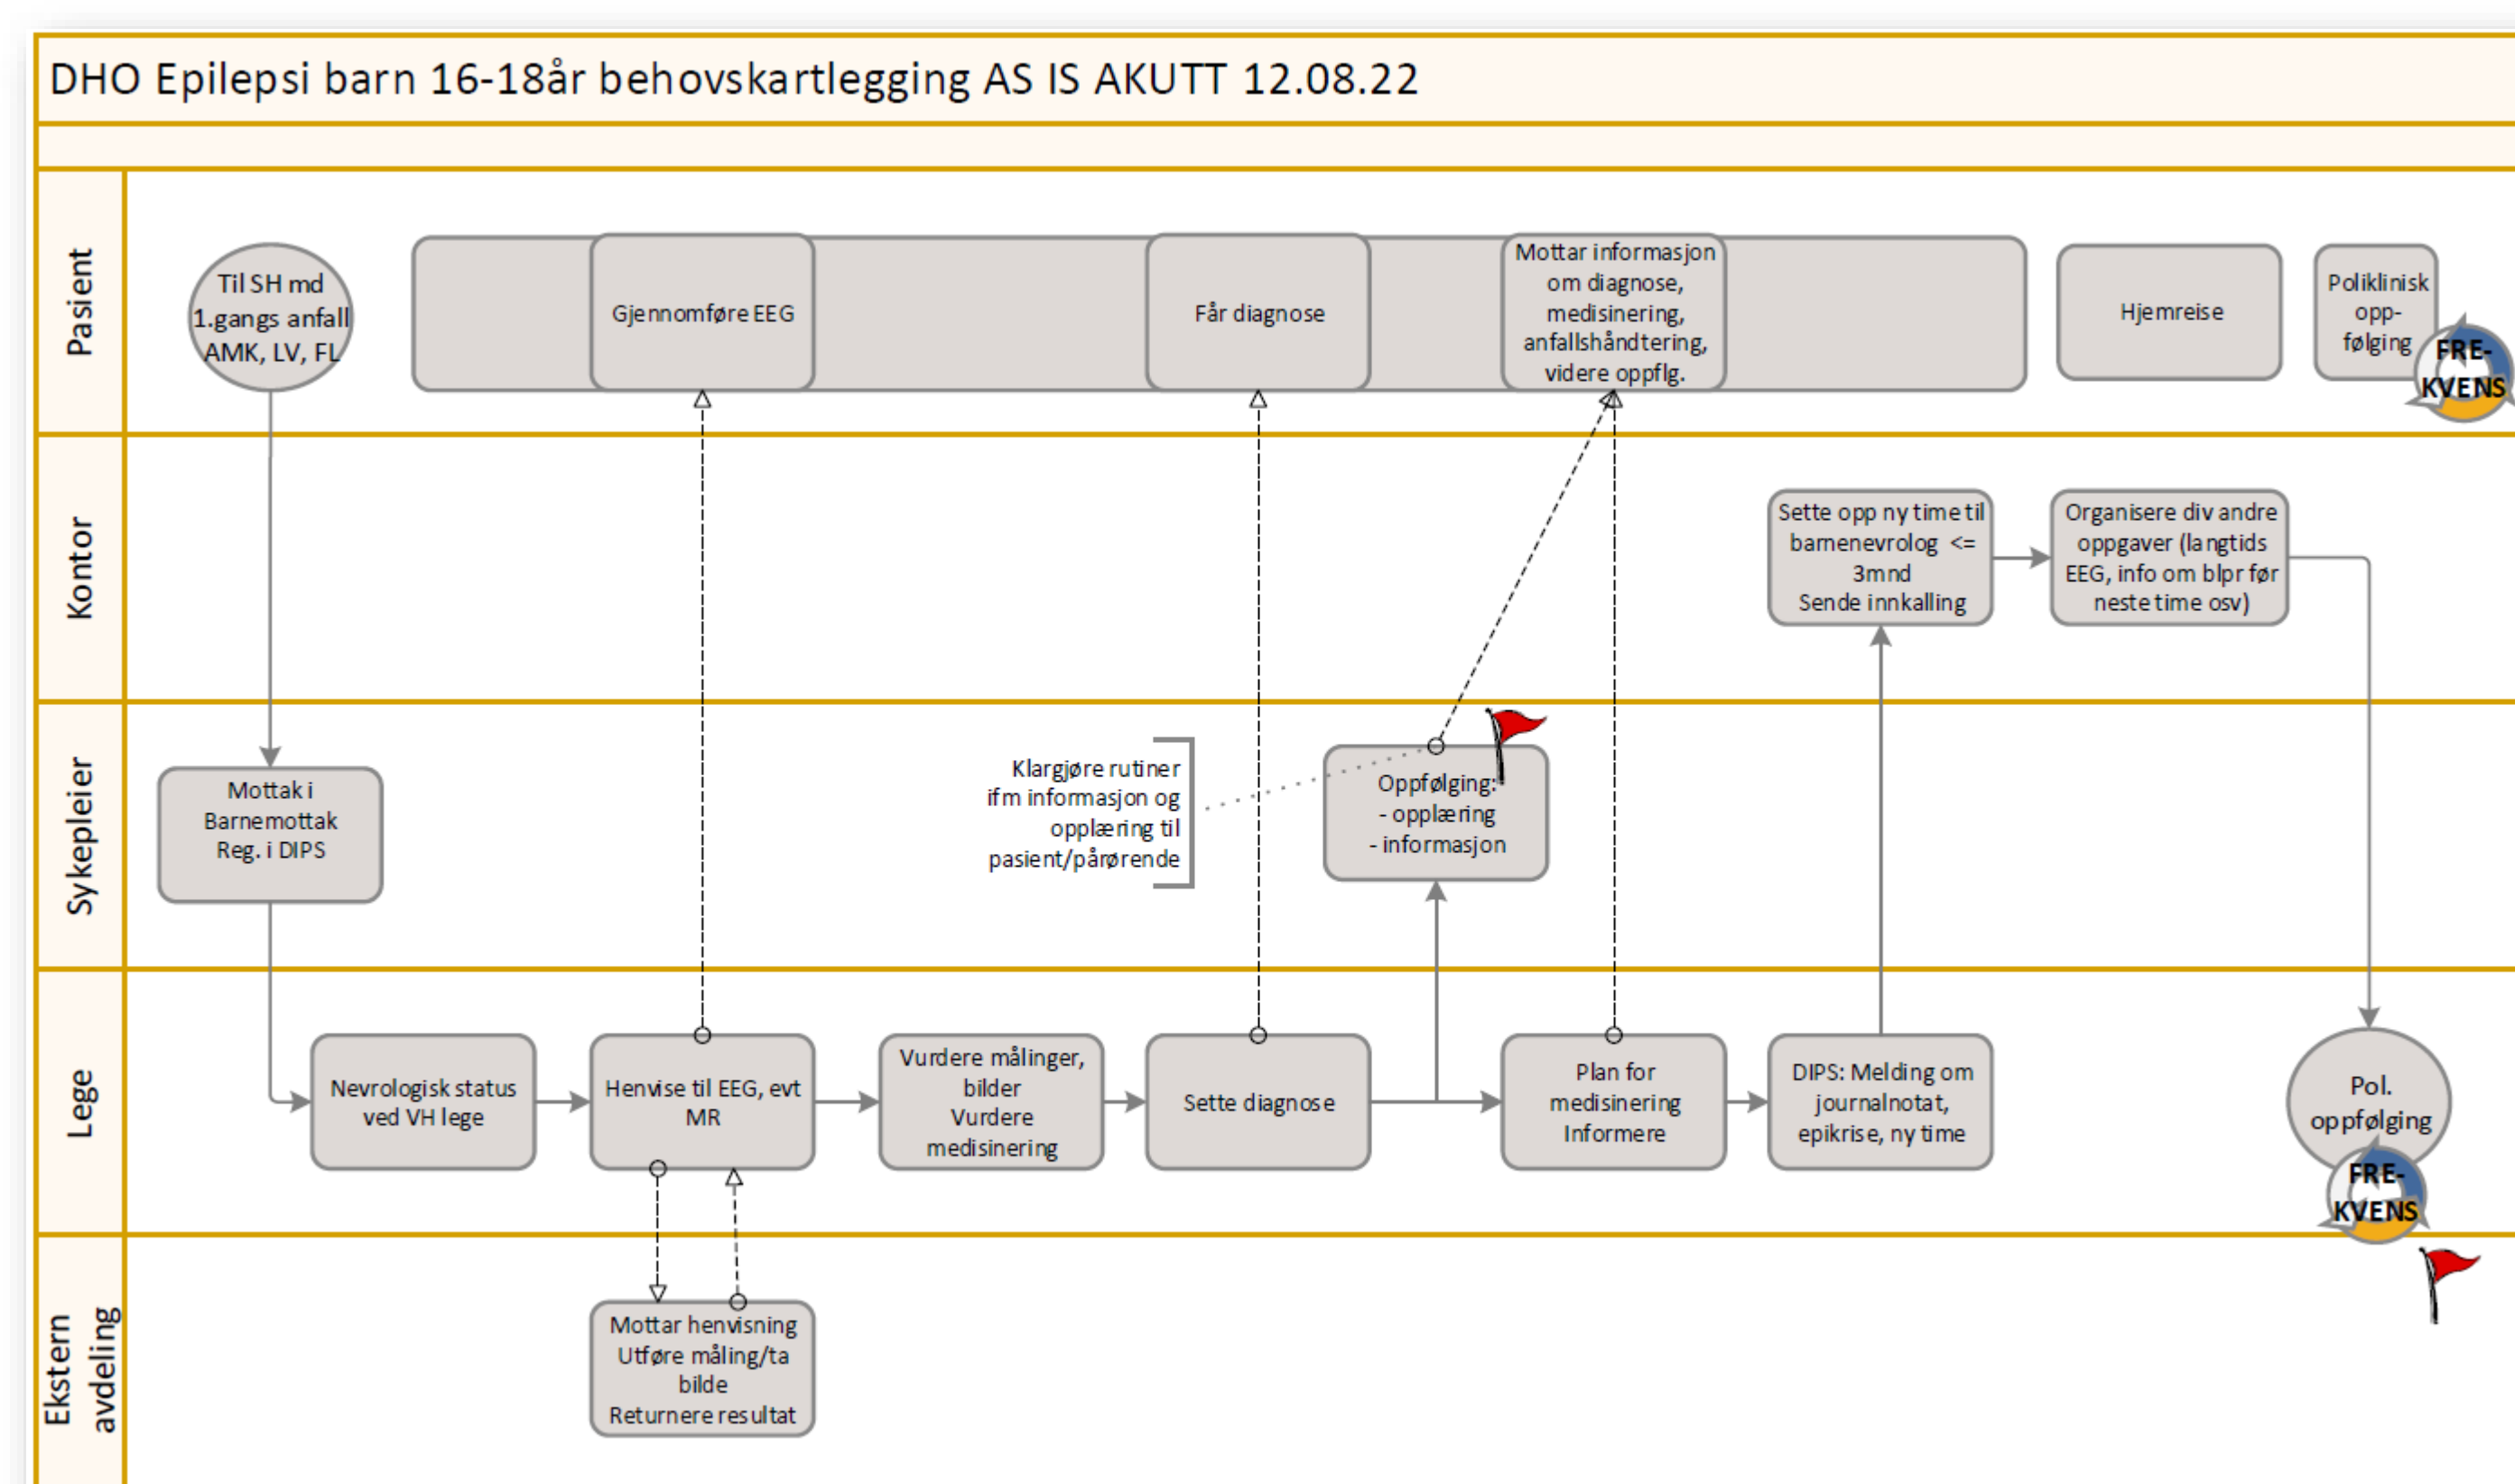 DHO Epilepsi barn 16-18år behovskartlegging AS IS AKUTT 12.08.22
Pasient
Til SH md
1.gangs anfall
AMK, LV, FL
Gjennomføre EEG
Får diagnose
Mottar informasjon
om diagnose,
medisinering,
anfallshåndtering,
videre oppflg.
Hjemreise
Poliklinisk
opp-
følging
FRE-
KVENS
Kontor
Sette opp ny time til
barnenevrolog <=
3mnd
Sende innkalling
Organisere div andre
oppgaver (langtids
EEG, info om blpr før
neste time osv)
Sykepleier
Mottak i
Barnemottak
Reg. i DIPS
Klargjøre rutiner
ifm informasjon og
opplæring til
pasient/pårørende
Oppfølging:
- opplæring
- informasjon
Lege
Nevrologisk status
ved VH lege
Henvise til EEG, evt
MR
Vurdere målinger,
bilder
Vurdere
medisinering
Sette diagnose
Plan for
medisinering
Informere
DIPS: Melding om
journalnotat,
epikrise, ny time
Pol.
oppfølging
FRE-
KVENS
Ekstern
avdeling
Mottar henvisning
Utføre måling/ta
bilde
Returnere resultat